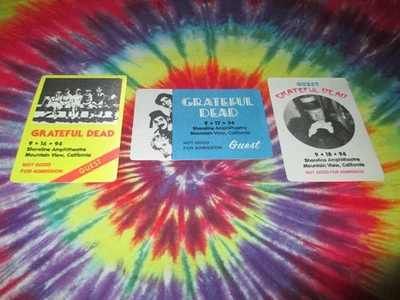 GRATEFUL DEAD
9 • 16 • 94
Shoreline Amphitheatre
Mountain View, California
NOT GOOD
FOR ADMISSION
GUEST
GRATEFUL
DEAD
9 • 17 • 94
Shoreline Amphitheatre
Mountain View, California
NOT GOOD
FOR ADMISSION
Guest
GUEST
GRATEFUL DEAD
9 • 18 • 94
Shoreline Amphitheatre
Mountain View, California
NOT GOOD FOR ADMISSION